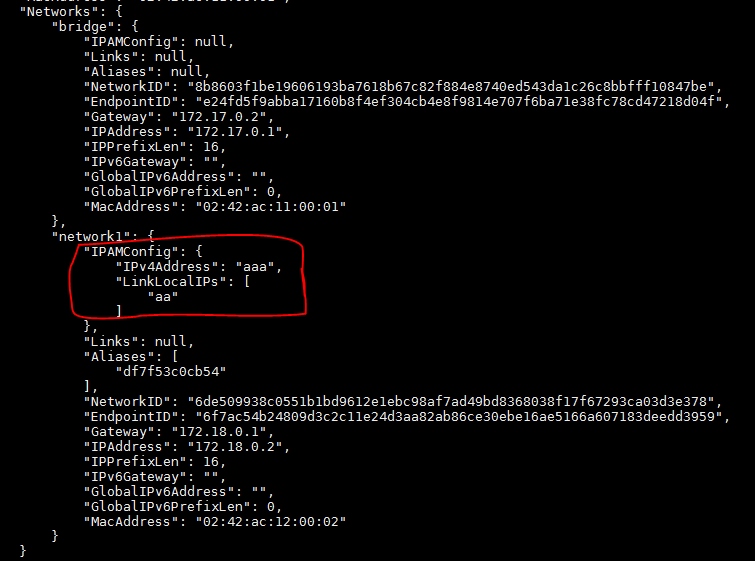 "Networks": {
"bridge": {
"IPAMConfig": null,
"Links": null,
"Aliases": null,
"NetworkID": "8b8603f1be19606193ba7618b67c82f884e8740ed543da1c26c8bbfff10847be",
"EndpointID": "e24fd5f9abba17160b8f4ef304cb4e8f9814e707f6ba71e38fc78cd47218d04f",
"Gateway": "172.17.0.2",
"IPAddress": "172.17.0.1",
"IPPrefixLen": 16,
"IPv6Gateway": "",
"GlobalIPv6Address": "",
"GlobalIPv6PrefixLen": 0,
"MacAddress": "02:42:ac:11:00:01"
},
"network1": {
"IPAMConfig": {
"IPv4Address": "aaa",
"LinkLocalIPs": [
"aa"
]
},
"Links": null,
"Aliases": [
"df7f53c0cb54"
],
"NetworkID": "6de509938c0551b1bd9612e1ebc98af7ad49bd8368038f17f67293ca03d3e378",
"EndpointID": "6f7ac54b24809d3c2c11e24d3aa82ab86ce30ebe16ae5166a607183deedd3959",
"Gateway": "172.18.0.1",
"IPAddress": "172.18.0.2",
"IPPrefixLen": 16,
"IPv6Gateway": "",
"GlobalIPv6Address": "",
"GlobalIPv6PrefixLen": 0,
"MacAddress": "02:42:ac:12:00:02"
}
}